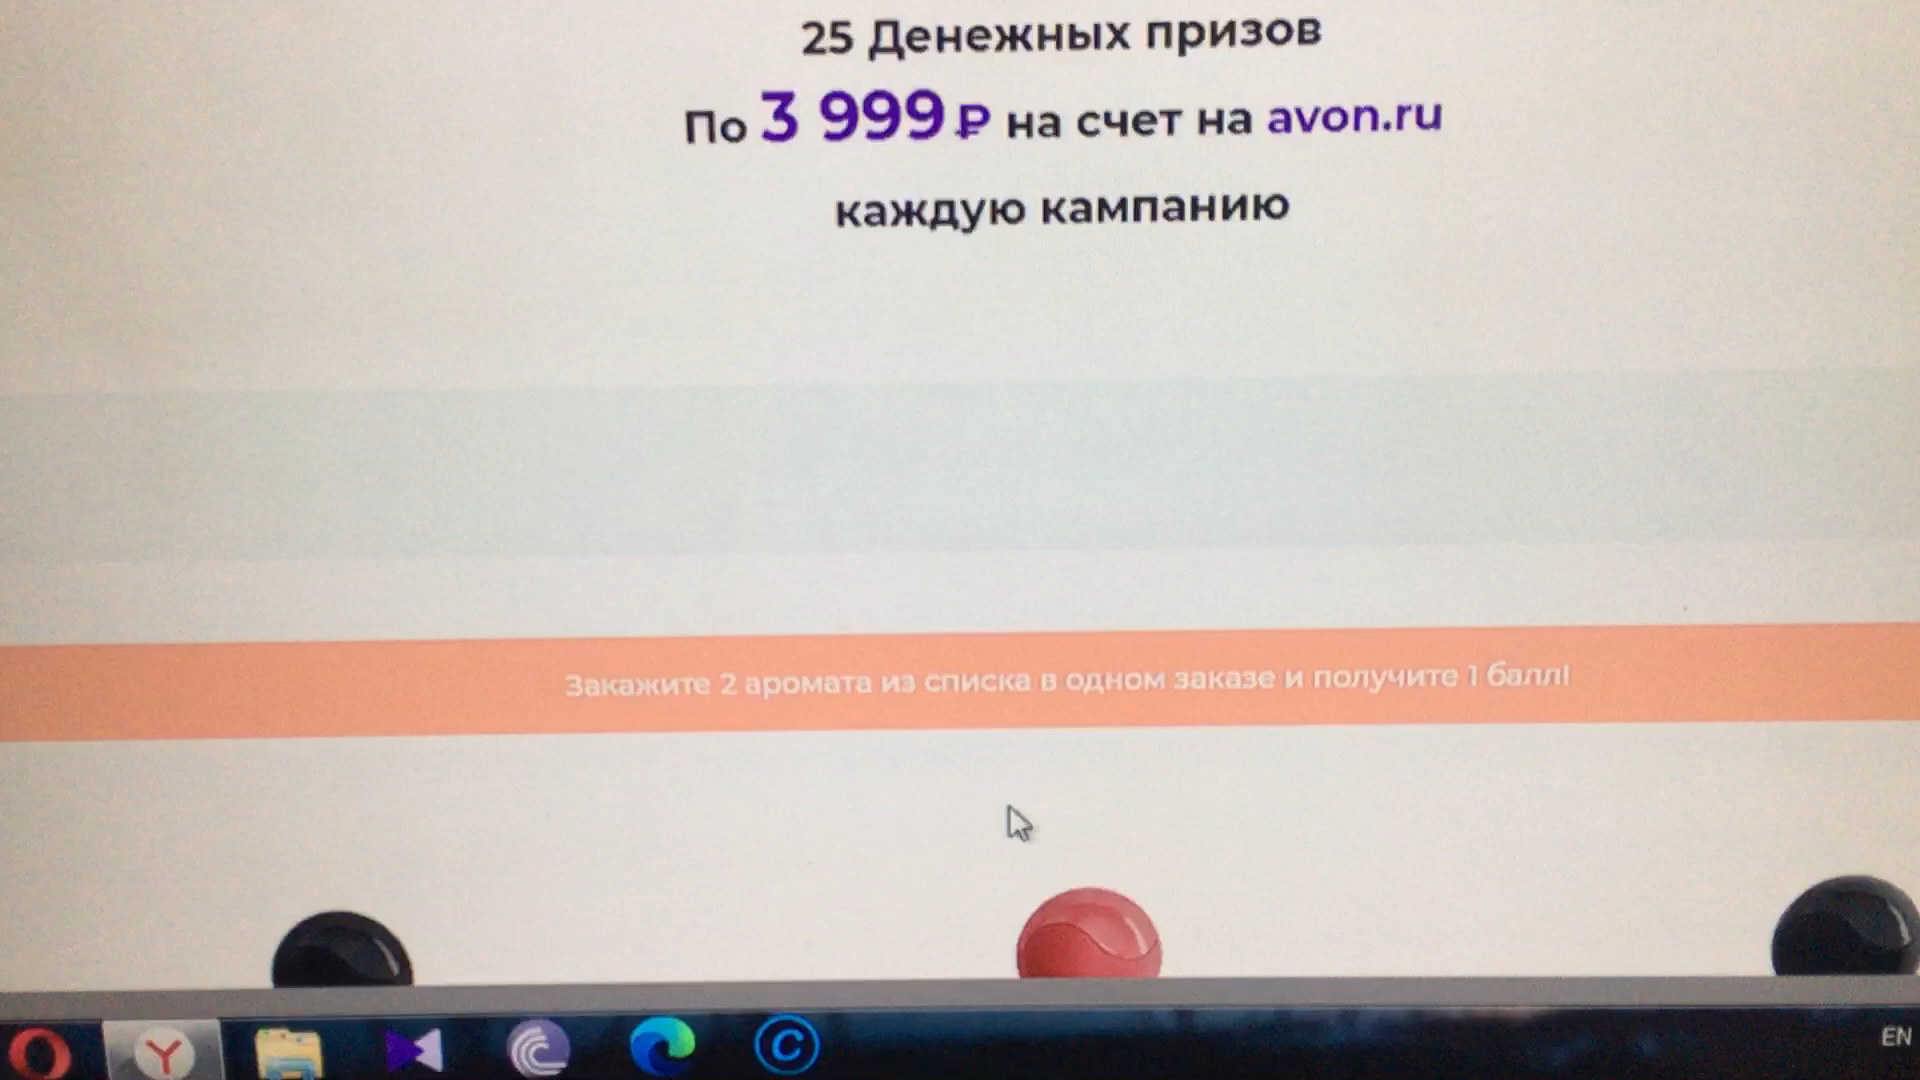 25 Денежных призов
По 3 999 ₽ на счет на avon.ru
каждую кампанию
Закажите 2 аромата из списка в одном заказе и получите 1 балл!
EN